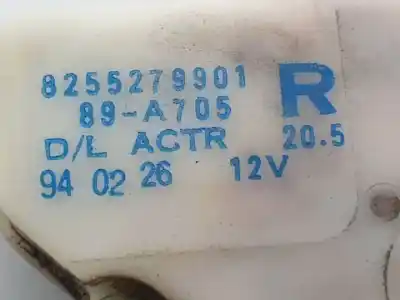 8255279901
89-A705 R
D/L ACTR 20.5
94 02 26 12V